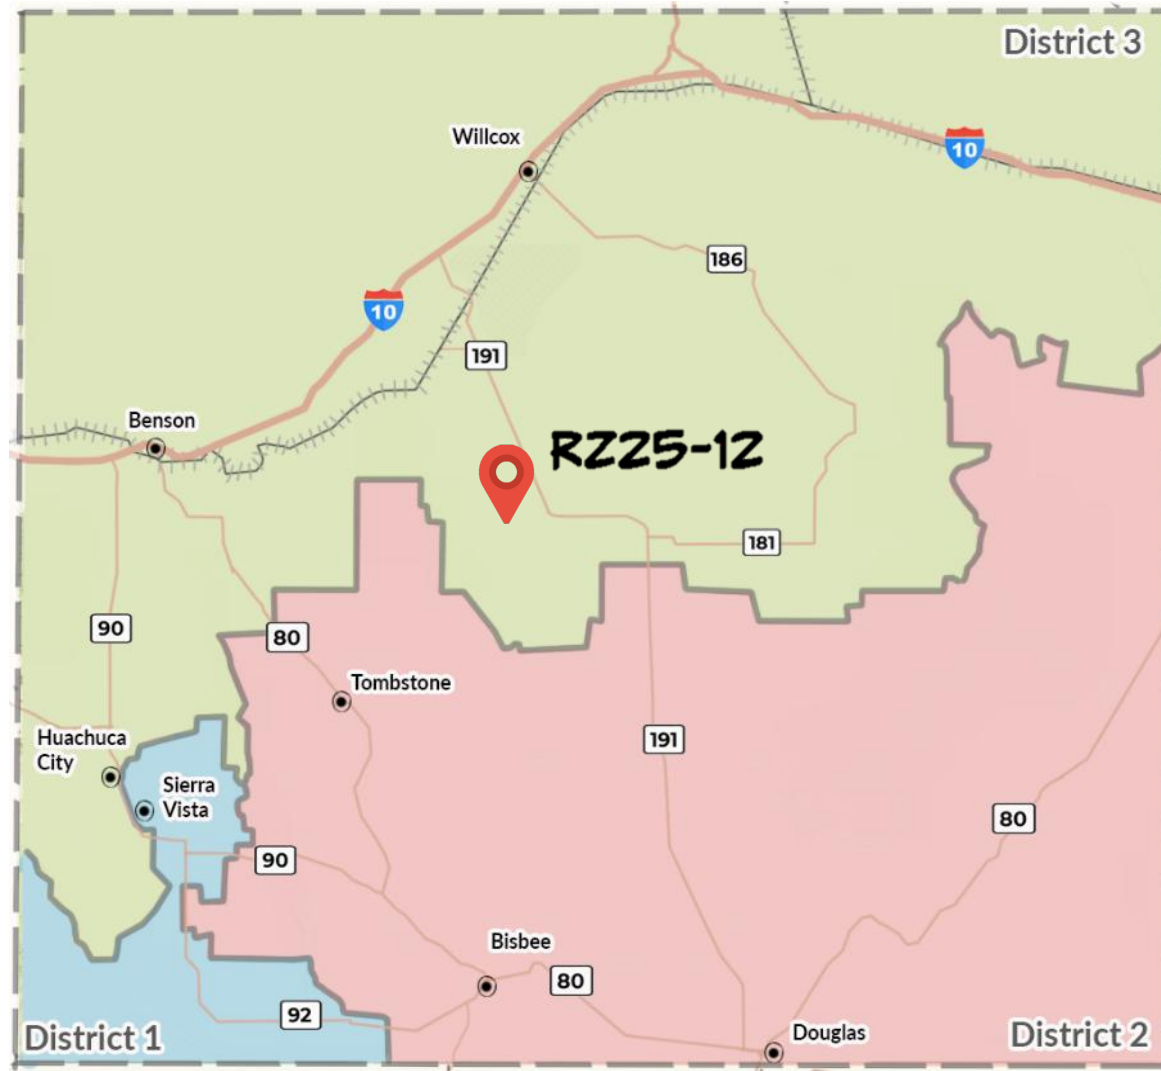 District 3
Willcox
10
186
10
191
Benson
RZ25-12
181
90
80
Tombstone
191
Huachuca
City
Sierra
Vista
80
90
Bisbee
80
92
District 1
Douglas
District 2